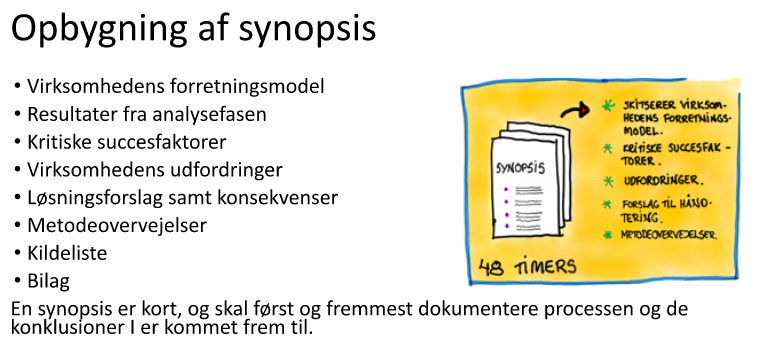 Opbygning af synopsis
• Virksomhedens forretningsmodel
• Resultater fra analysefasen
• Kritiske succesfaktorer
• Virksomhedens udfordringer
• Løsningsforslag samt konsekvenser
• Metodeovervejelser
• Kildeliste
• Bilag
En synopsis er kort, og skal først og fremmest dokumentere processen og de
konklusioner I er kommet frem til.
SYNOPSIS
48 TIMERS
* SKITSERER VIRKSOM-
HEDENS FORRETNINGS-
MODEL.
* KRITISKE SUCCESFAK-
TORER.
* UDFORDRINGER.
* FORSLAG TIL HÅND-
TERING.
* METODEOVERVEJELSER.